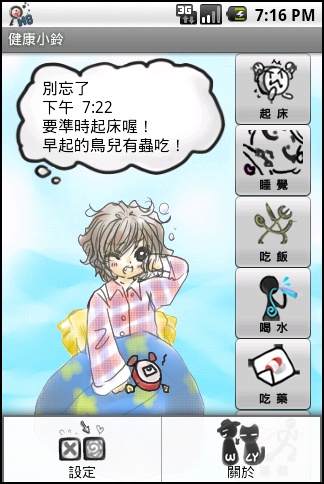 3G
7:16 PM
健康小鈴
別忘了
下午 7:22
要準時起床喔！
早起的鳥兒有蟲吃！
起床
睡覺
吃飯
喝水
吃藥
設定
W LY
關於